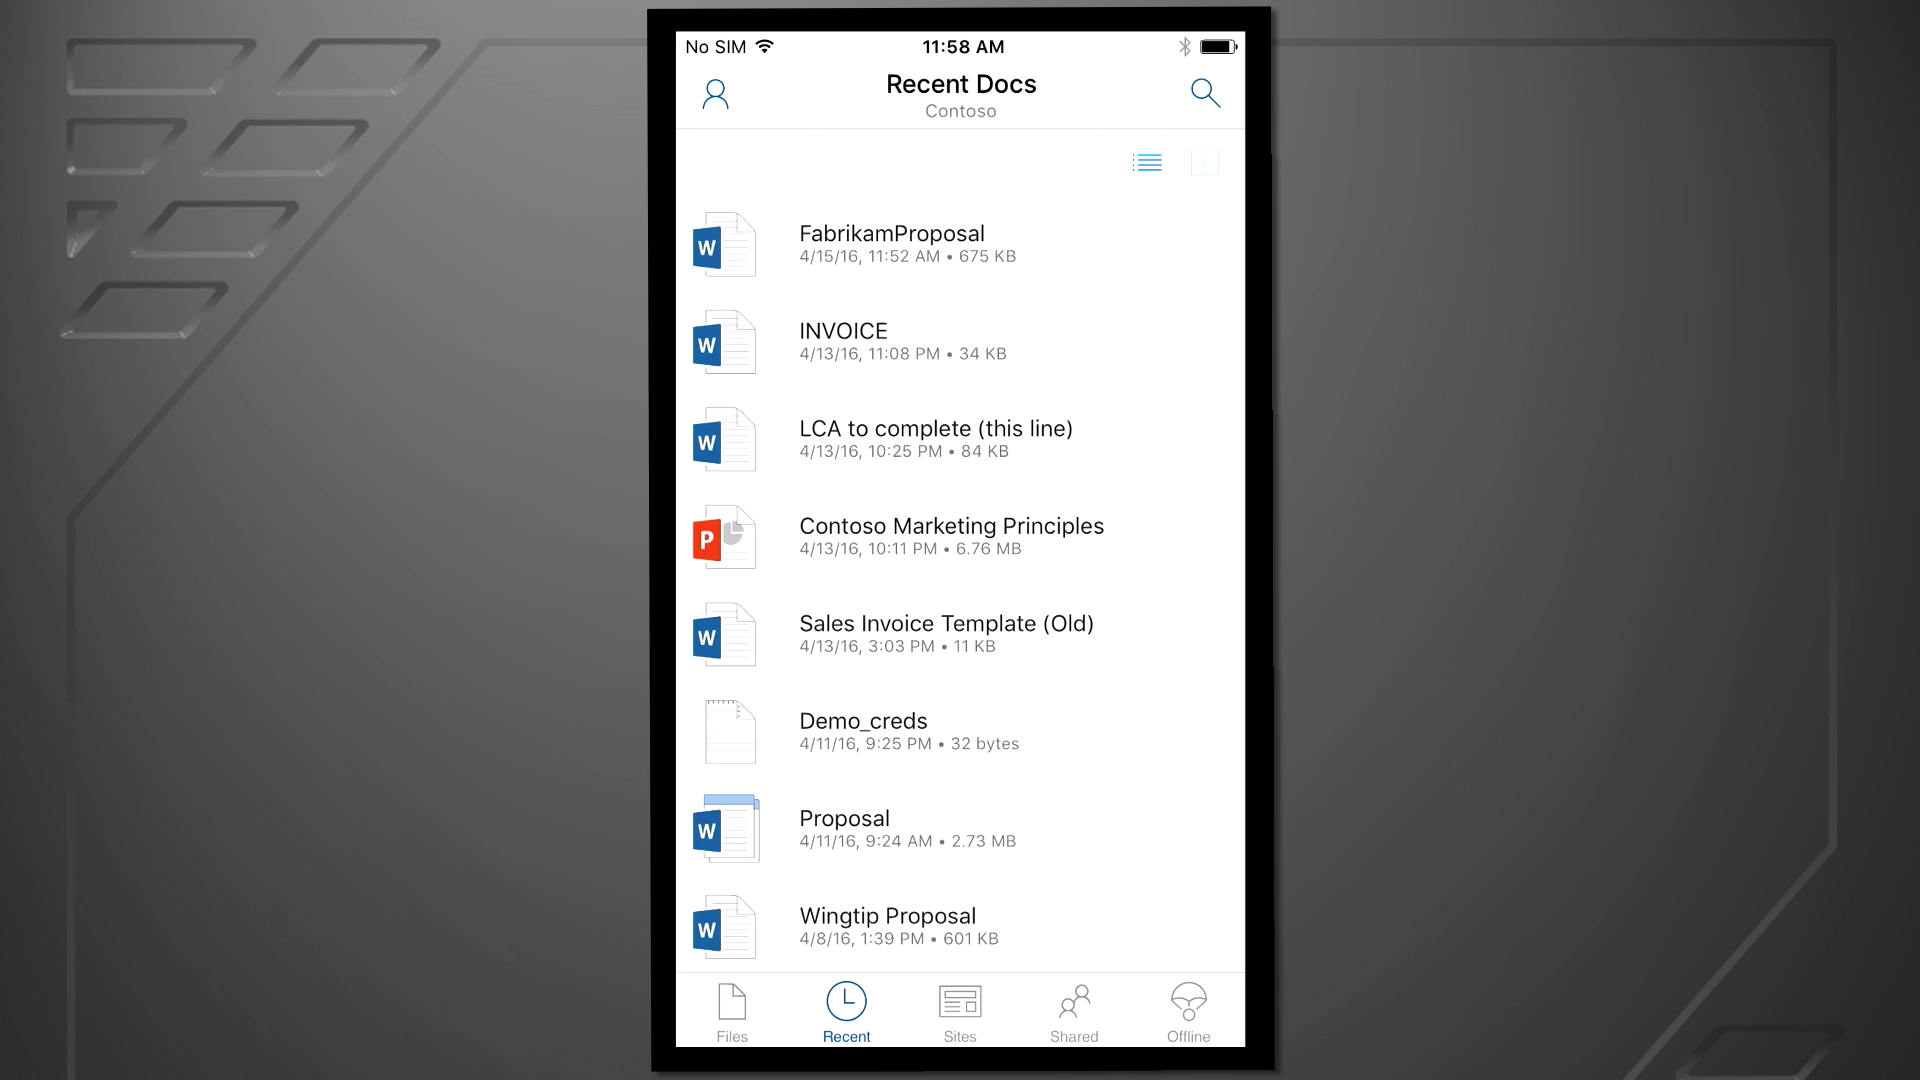 No SIM
11:58 AM
Recent Docs
Contoso
W
FabrikamProposal
4/15/16, 11:52 AM • 675 KB
W
INVOICE
4/13/16, 11:08 PM • 34 KB
W
LCA to complete (this line)
4/13/16, 10:25 PM • 84 KB
P
Contoso Marketing Principles
4/13/16, 10:11 PM • 6.76 MB
W
Sales Invoice Template (Old)
4/13/16, 3:03 PM • 11 KB
Demo_creds
4/11/16, 9:25 PM • 32 bytes
W
Proposal
4/11/16, 9:24 AM • 2.73 MB
W
Wingtip Proposal
4/8/16, 1:39 PM • 601 KB
Files
Recent
Sites
Shared
Offline